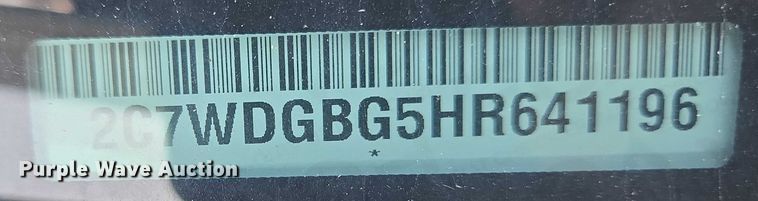 2C7WDGBG5HR641196
*
Purple Wave Auction